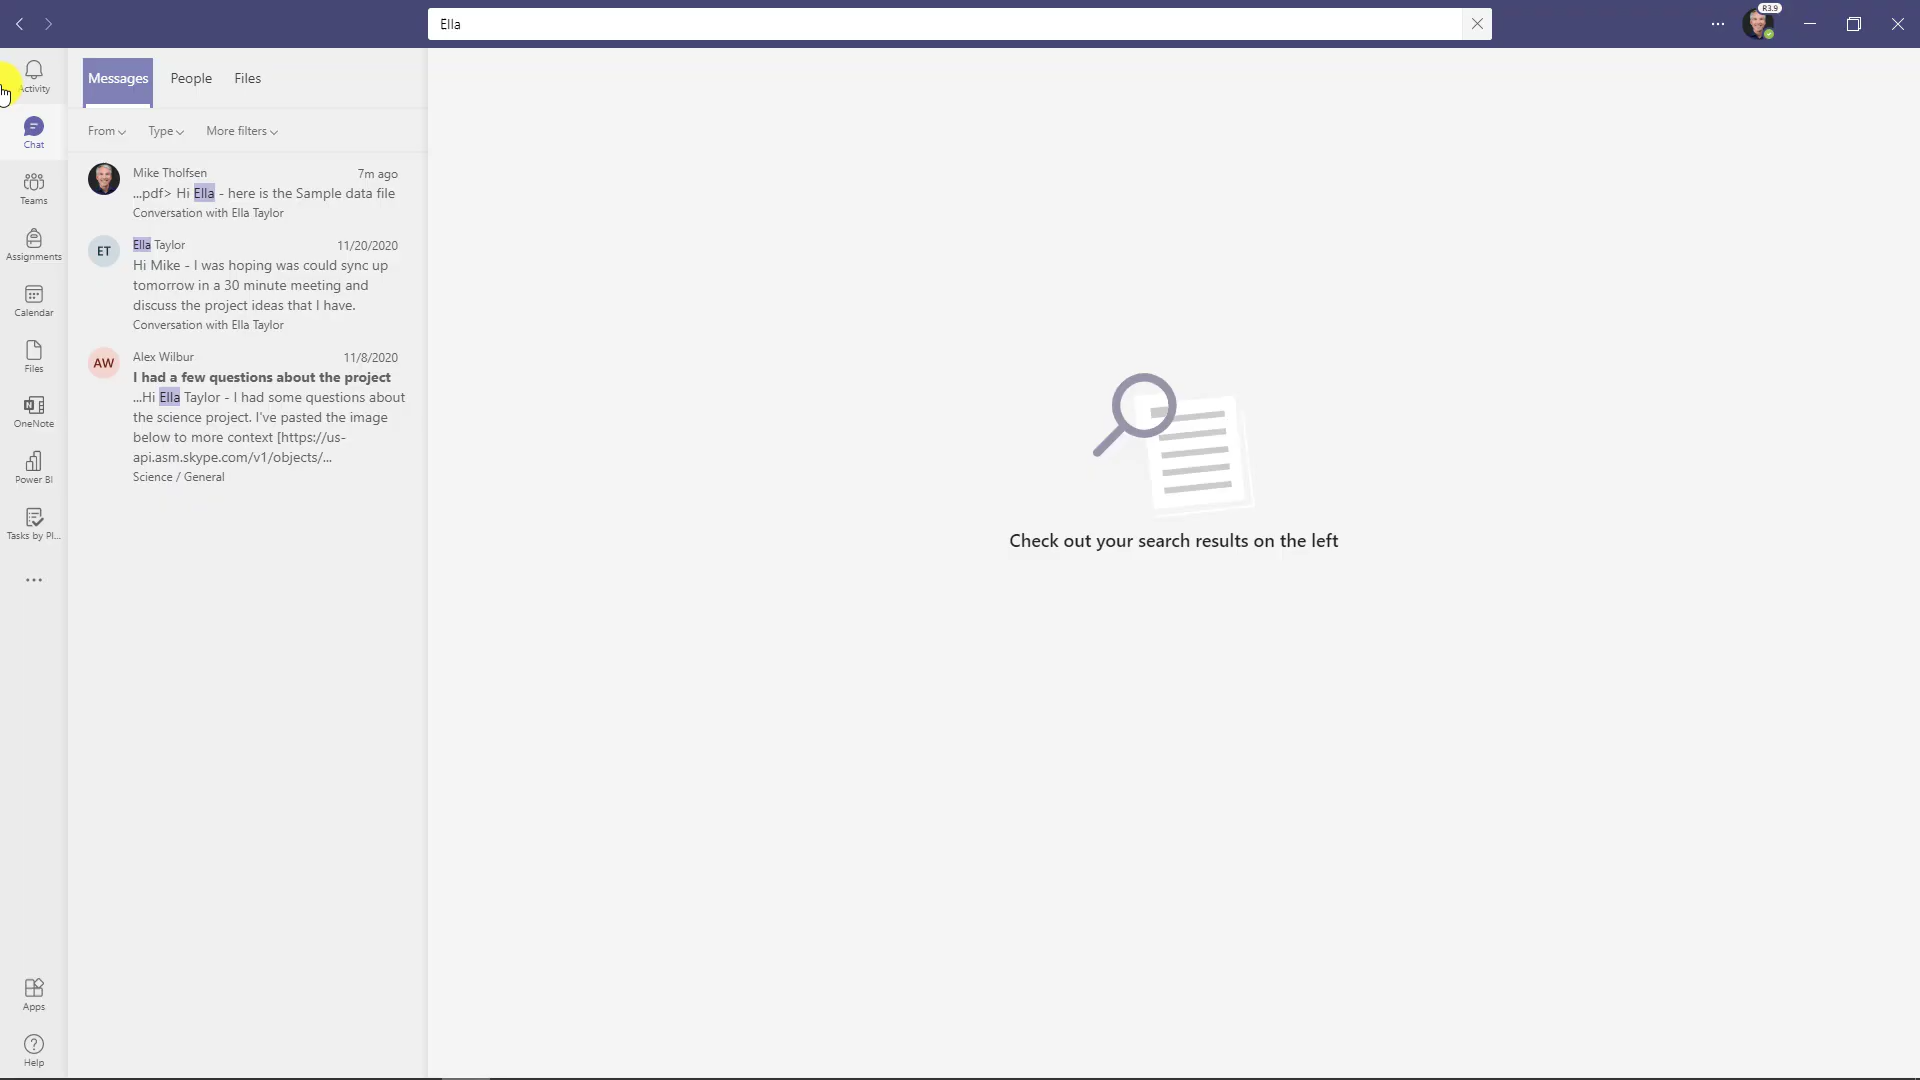 Ella
R3.9
Activity
Chat
Teams
Assignments
Calendar
Files
OneNote
Power BI
Tasks by Pl...
Apps
Help
Messages People Files
From Type More filters
Mike Tholfsen 7m ago
...pdf> Hi Ella - here is the Sample data file
Conversation with Ella Taylor
ET
Ella Taylor 11/20/2020
Hi Mike - I was hoping was could sync up
tomorrow in a 30 minute meeting and
discuss the project ideas that I have.
Conversation with Ella Taylor
AW
Alex Wilbur 11/8/2020
I had a few questions about the project
...Hi Ella Taylor - I had some questions about
the science project. I've pasted the image
below to more context [https://us-
api.asm.skype.com/v1/objects/...
Science / General
Check out your search results on the left